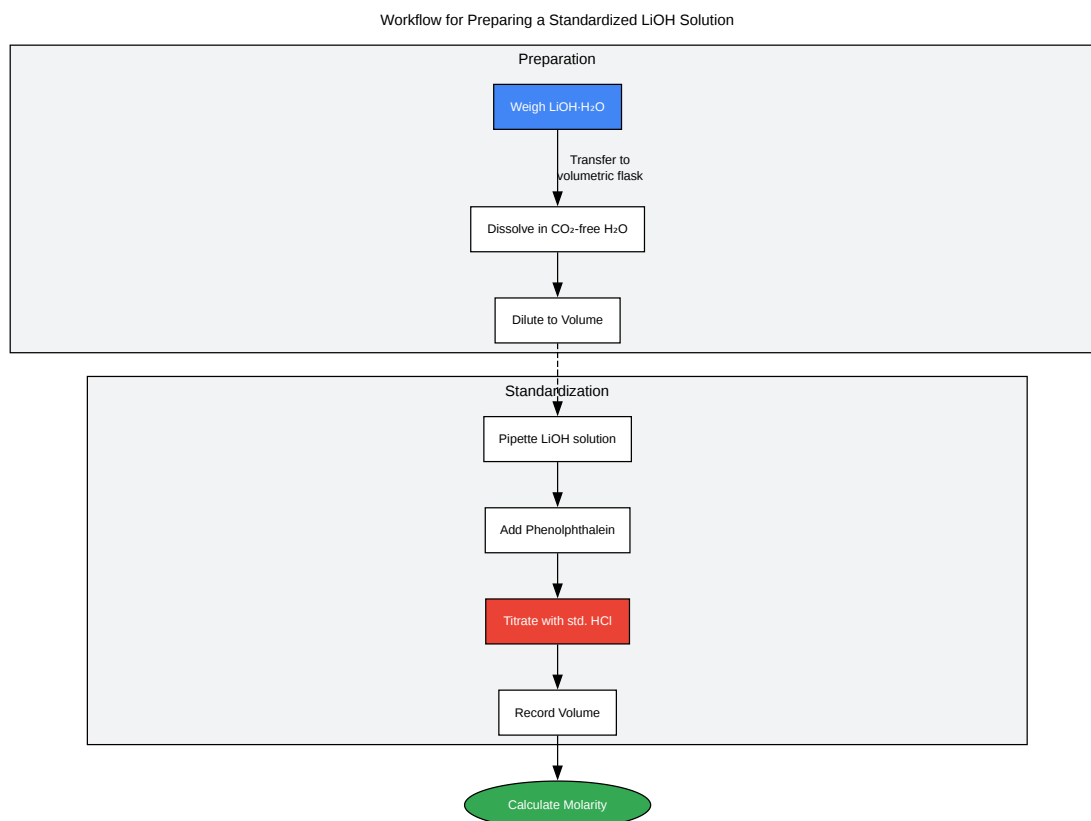 Workflow for Preparing a Standardized LiOH Solution
Preparation
Weigh LiOH·H₂O
Transfer to
volumetric flask
Dissolve in CO₂-free H₂O
Dilute to Volume
Standardization
Pipette LiOH solution
Add Phenolphthalein
Titrate with std. HCl
Record Volume
Calculate Molarity